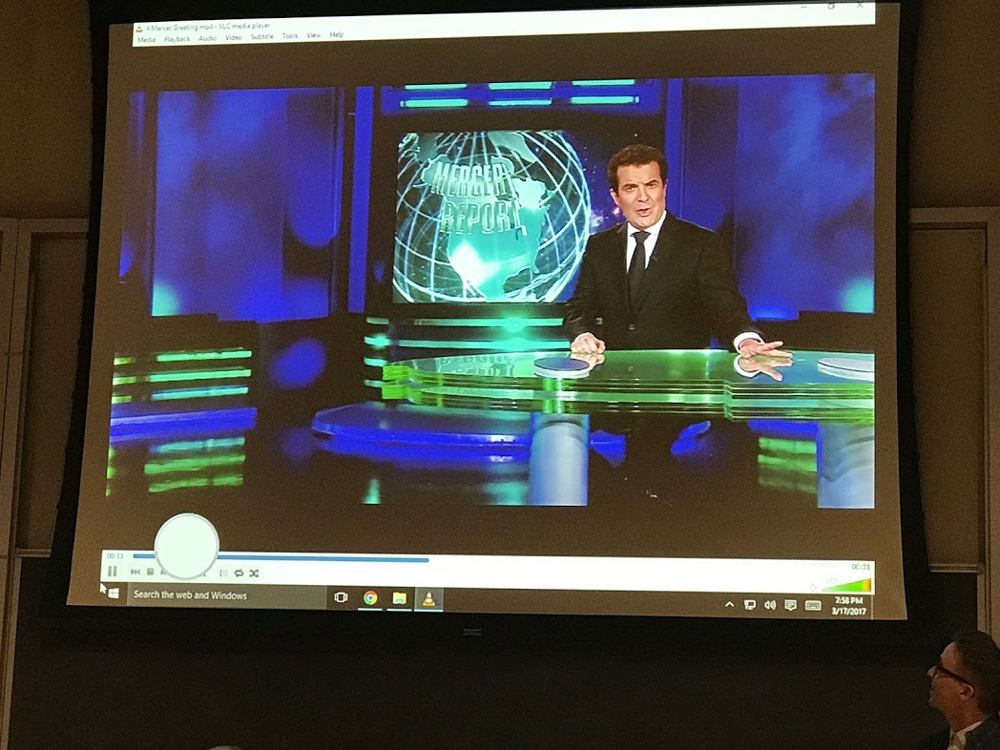 4 Mercer Greeting.mp4 - VLC media player
Media Playback Audio Video Subtitle Tools View Help
MERCER
REPORT
00:13
00:31
Search the web and Windows
7:58 PM
3/17/2017